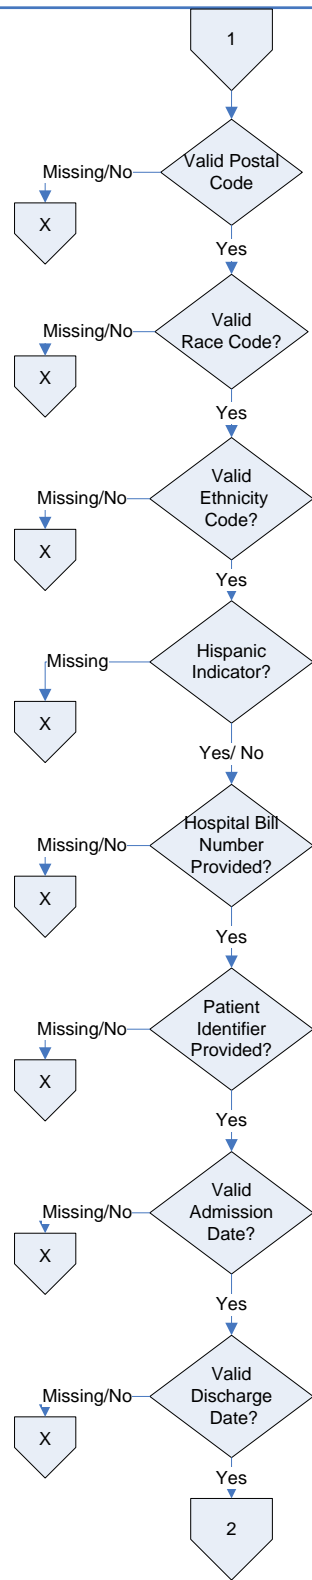 1
Valid Postal
Code
Missing/No
X
Yes
Valid
Race Code?
Missing/No
X
Yes
Valid
Ethnicity
Code?
Missing/No
X
Yes
Hispanic
Indicator?
Missing
X
Yes/ No
Hospital Bill
Number
Provided?
Missing/No
X
Yes
Patient
Identifier
Provided?
Missing/No
X
Yes
Valid
Admission
Date?
Missing/No
X
Yes
Valid
Discharge
Date?
Missing/No
X
Yes
2